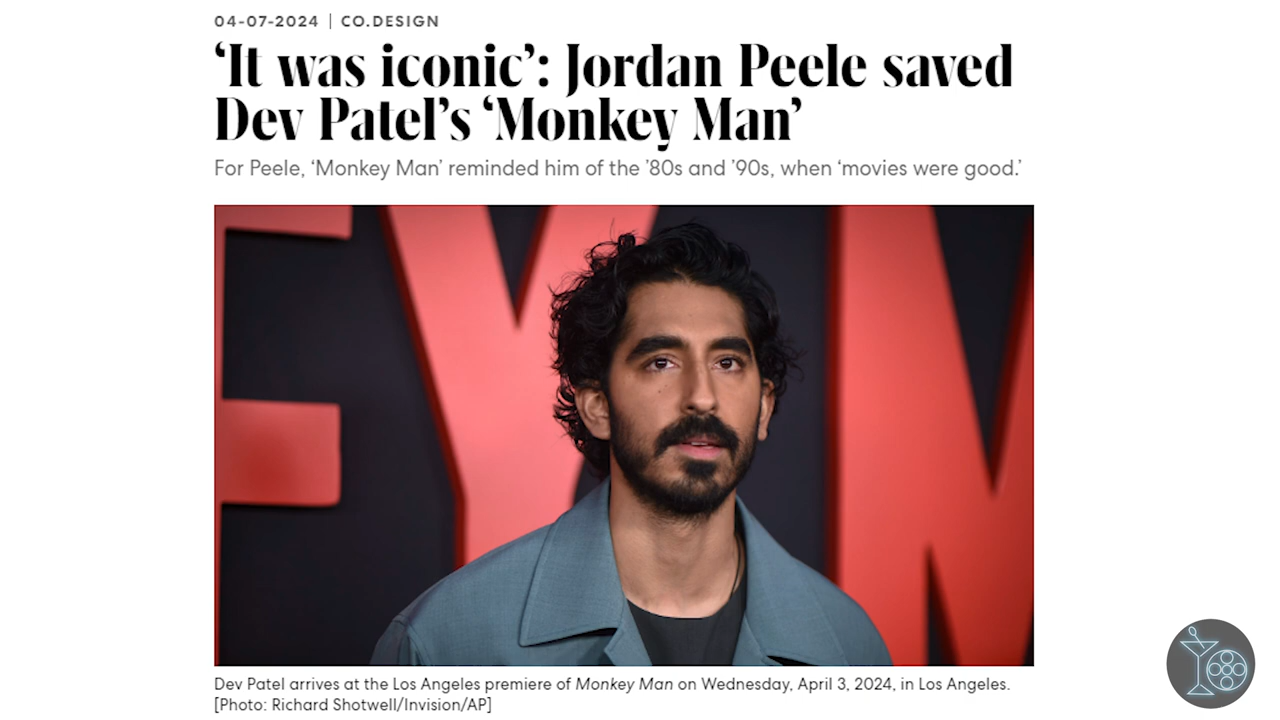 04-07-2024 | CO.DESIGN
‘It was iconic’: Jordan Peele saved
Dev Patel’s ‘Monkey Man’
For Peele, ‘Monkey Man’ reminded him of the ’80s and ’90s, when ‘movies were good.’
EY M
Dev Patel arrives at the Los Angeles premiere of Monkey Man on Wednesday, April 3, 2024, in Los Angeles.
[Photo: Richard Shotwell/Invision/AP]